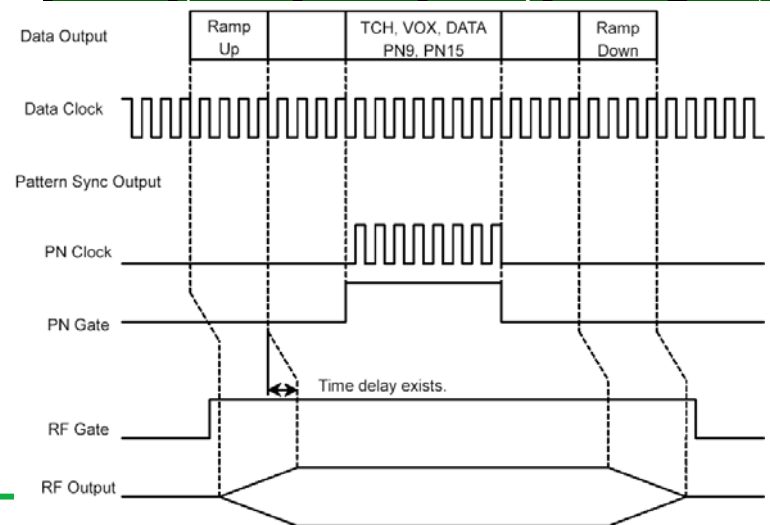 Data Output
Ramp
Up
TCH, VOX, DATA
PN9, PN15
Ramp
Down
Data Clock
Pattern Sync Output
PN Clock
PN Gate
Time delay exists.
RF Gate
RF Output